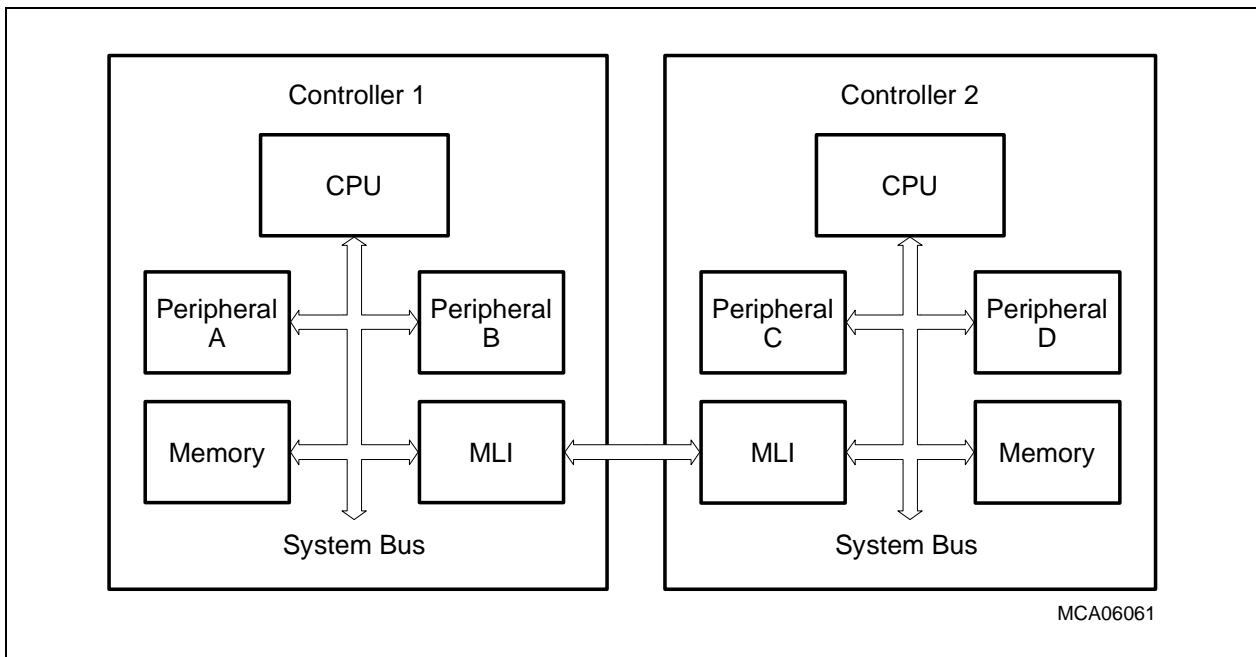 Controller 1
CPU
Peripheral
A
Peripheral
B
Memory
MLI
System Bus
Controller 2
CPU
Peripheral
C
Peripheral
D
MLI
Memory
System Bus
MCA06061